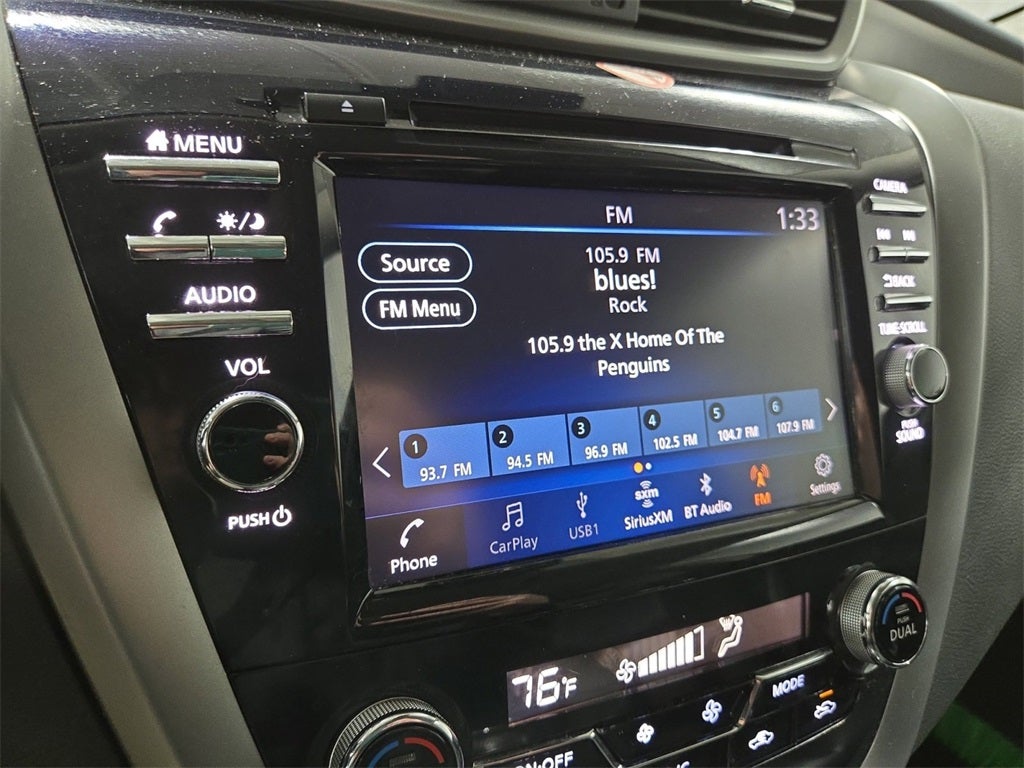 MENU
CAMERA
FM
1:33
AUDIO
VOL
PUSH
Source
FM Menu
105.9 FM
blues!
Rock
105.9 the X Home Of The
Penguins
1
93.7 FM
2
94.5 FM
3
96.9 FM
4
102.5 FM
5
104.7 FM
6
107.9 FM
Phone
CarPlay
USB1
sxm
SiriusXM
BT Audio
FM
Settings
BACK
TUNE·SCROLL
PUSH
SOUND
76°F
PUSH
DUAL
MODE
ON·OFF